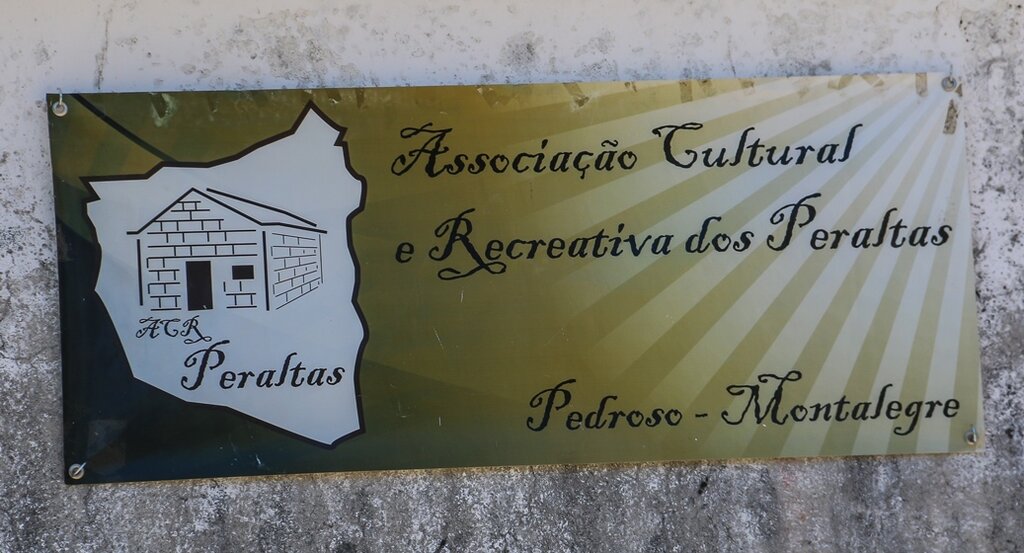 Associação Cultural
e Recreativa dos Peraltas
ACR
Peraltas
Pedroso - Montalegre